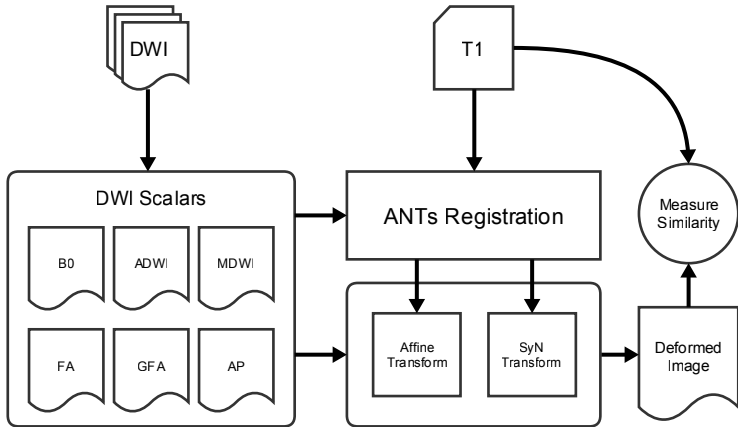 DWI
T1
DWI Scalars
B0
ADWI
MDWI
FA
GFA
AP
ANTs Registration
Affine
Transform
SyN
Transform
Measure
Similarity
Deformed
Image